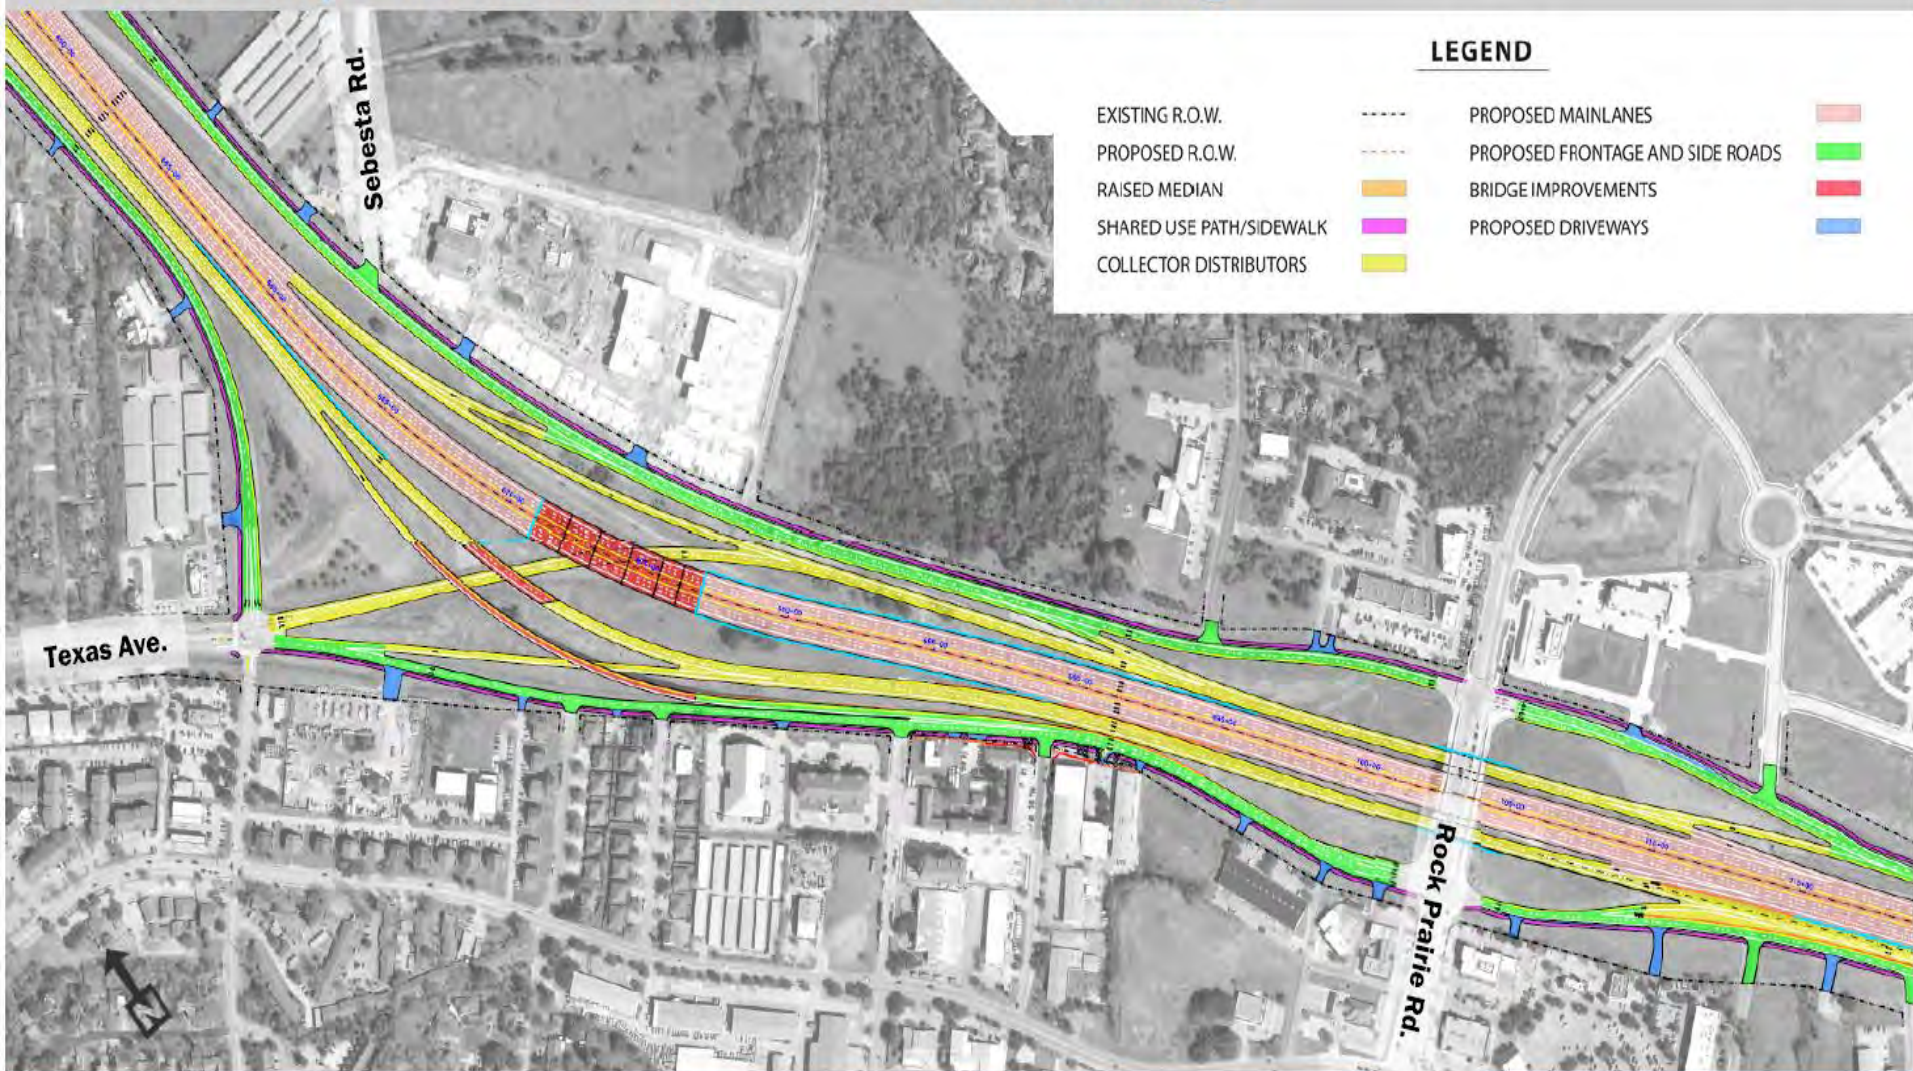 LEGEND
EXISTING R.O.W.
PROPOSED R.O.W.
RAISED MEDIAN
SHARED USE PATH/SIDEWALK
COLLECTOR DISTRIBUTORS
PROPOSED MAINLANES
PROPOSED FRONTAGE AND SIDE ROADS
BRIDGE IMPROVEMENTS
PROPOSED DRIVEWAYS
Sebesta Rd.
Texas Ave.
Rock Prairie Rd.
N